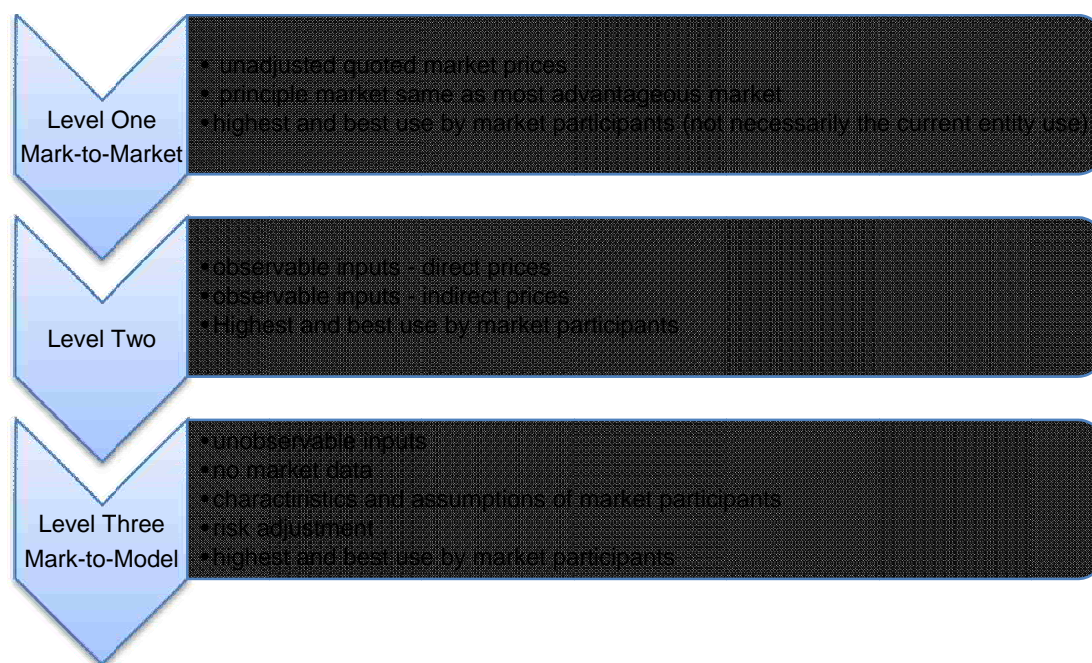 Level One
Mark-to-Market
• unadjusted quoted market prices
• principle market same as most advantageous market
•highest and best use by market participants (not necessarily the current entity use)
Level Two
•observable inputs - direct prices
•observable inputs - indirect prices
•Highest and best use by market participants
Level Three
Mark-to-Model
•unobservable inputs
•no market data
•charactiristics and assumptions of market participants
•risk adjustment
•highest and best use by market participants